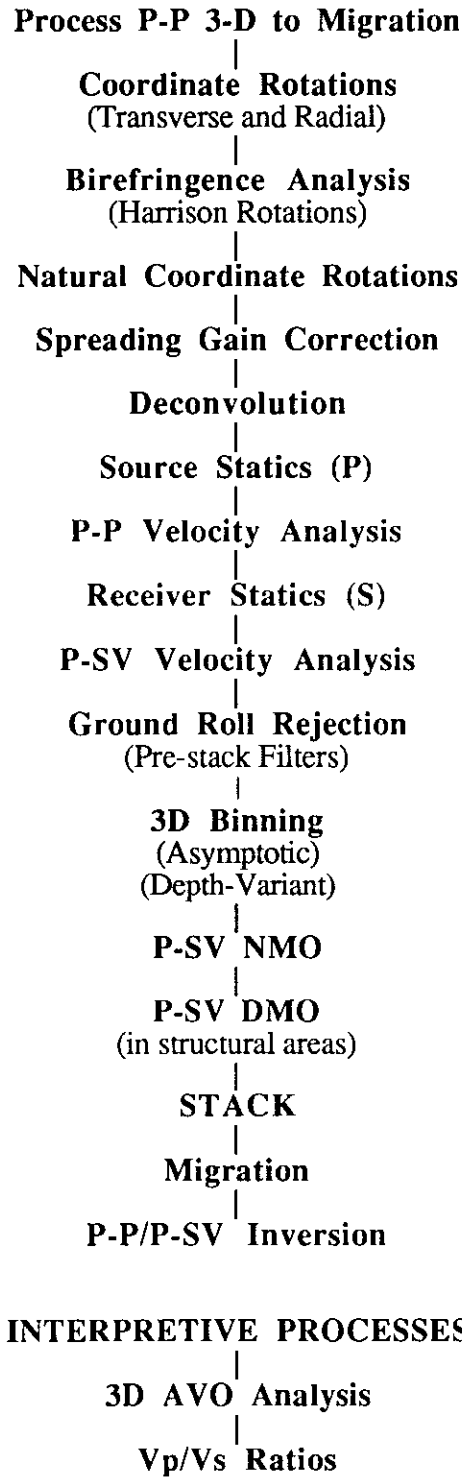 Process P-P 3-D to Migration
Coordinate Rotations
(Transverse and Radial)
Birefringence Analysis
(Harrison Rotations)
Natural Coordinate Rotations
Spreading Gain Correction
Deconvolution
Source Statics (P)
P-P Velocity Analysis
Receiver Statics (S)
P-SV Velocity Analysis
Ground Roll Rejection
(Pre-stack Filters)
3D Binning
(Asymptotic)
(Depth-Variant)
P-SV NMO
P-SV DMO
(in structural areas)
STACK
Migration
P-P/P-SV Inversion
INTERPRETIVE PROCESSES
3D AVO Analysis
Vp/Vs Ratios